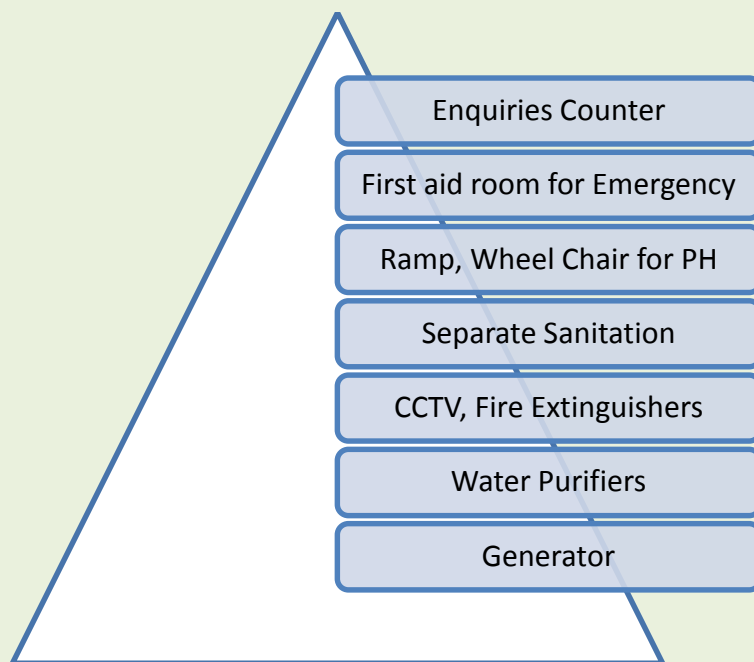 Enquiries Counter
First aid room for Emergency
Ramp, Wheel Chair for PH
Separate Sanitation
CCTV, Fire Extinguishers
Water Purifiers
Generator